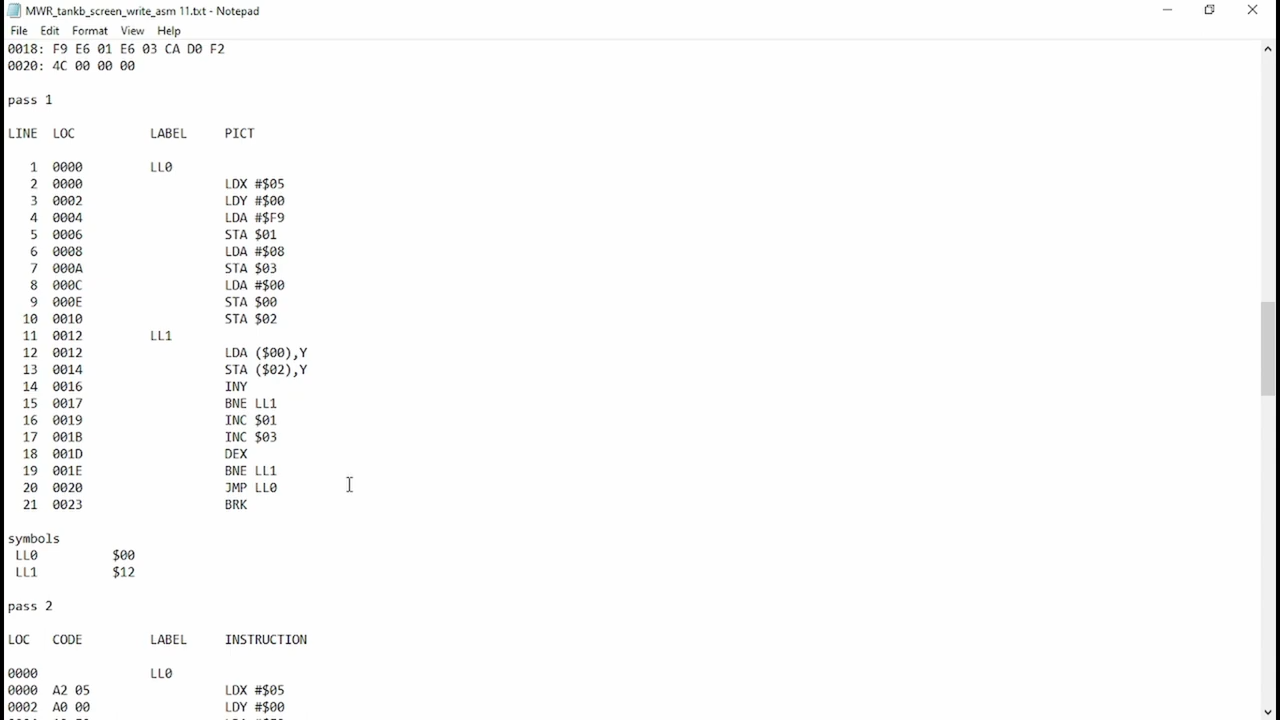 MWR_tankb_screen_write_asm 11.txt - Notepad
File Edit Format View Help
0018: F9 E6 01 E6 03 CA D0 F2
0020: 4C 00 00 00
pass 1
LINE LOC LABEL PICT
1 0000 LL0
2 0000 LDX #$05
3 0002 LDY #$00
4 0004 LDA #$F9
5 0006 STA $01
6 0008 LDA #$08
7 000A STA $03
8 000C LDA #$00
9 000E STA $00
10 0010 STA $02
11 0012 LL1
12 0012 LDA ($00),Y
13 0014 STA ($02),Y
14 0016 INY
15 0017 BNE LL1
16 0019 INC $01
17 001B INC $03
18 001D DEX
19 001E BNE LL1
20 0020 JMP LL0
21 0023 BRK
symbols
LL0 $00
LL1 $12
pass 2
LOC CODE LABEL INSTRUCTION
0000 LL0
0000 A2 05 LDX #$05
0002 A0 00 LDY #$00